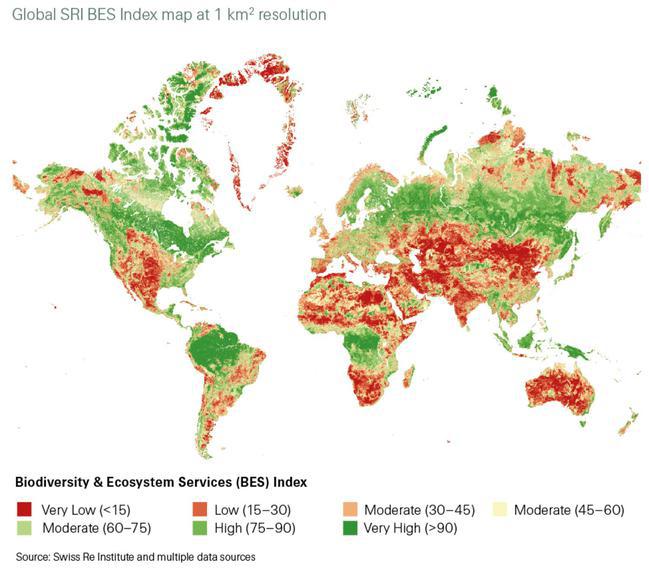 Global SRI BES Index map at 1 km² resolution
Biodiversity & Ecosystem Services (BES) Index
Very Low (<15) Low (15–30) Moderate (30–45) Moderate (45–60)
Moderate (60–75) High (75–90) Very High (>90)
Source: Swiss Re Institute and multiple data sources